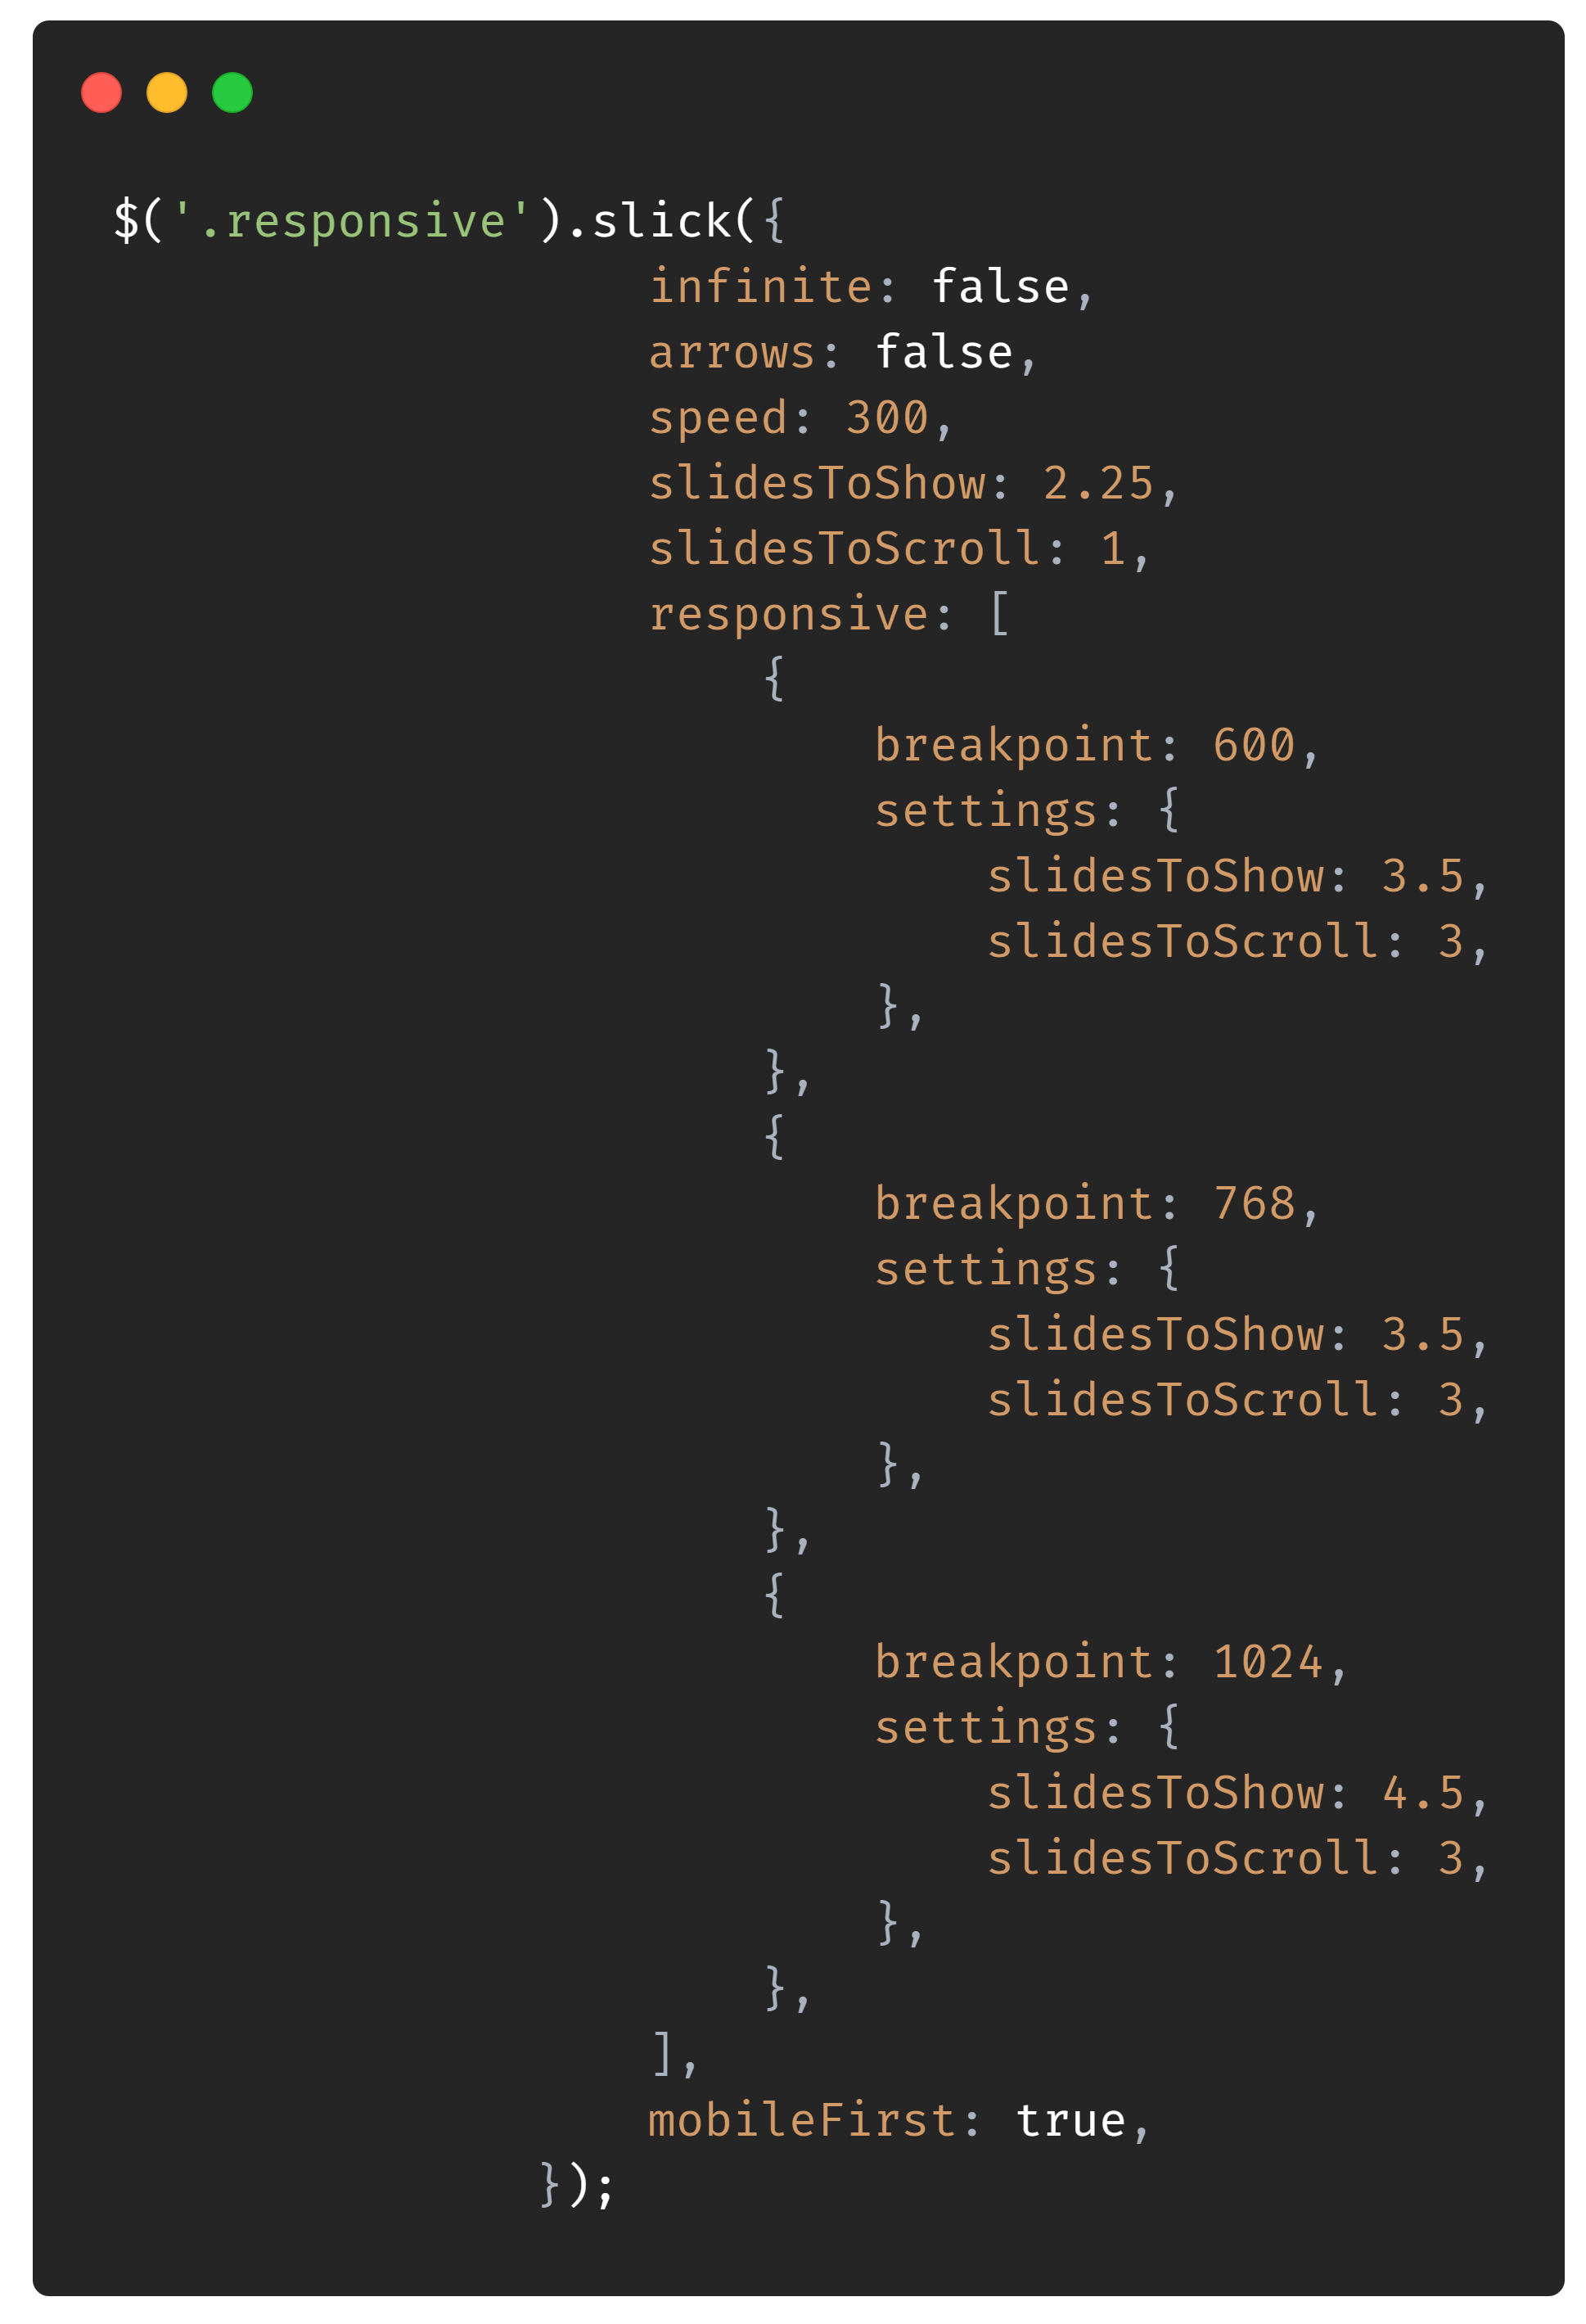 $('.responsive').slick({
                   infinite: false,
                   arrows: false,
                   speed: 300,
                   slidesToShow: 2.25,
                   slidesToScroll: 1,
                   responsive: [
                       {
                           breakpoint: 600,
                           settings: {
                               slidesToShow: 3.5,
                               slidesToScroll: 3,
                           },
                       },
                       {
                           breakpoint: 768,
                           settings: {
                               slidesToShow: 3.5,
                               slidesToScroll: 3,
                           },
                       },
                       {
                           breakpoint: 1024,
                           settings: {
                               slidesToShow: 4.5,
                               slidesToScroll: 3,
                           },
                       },
                   ],
                   mobileFirst: true,
               });